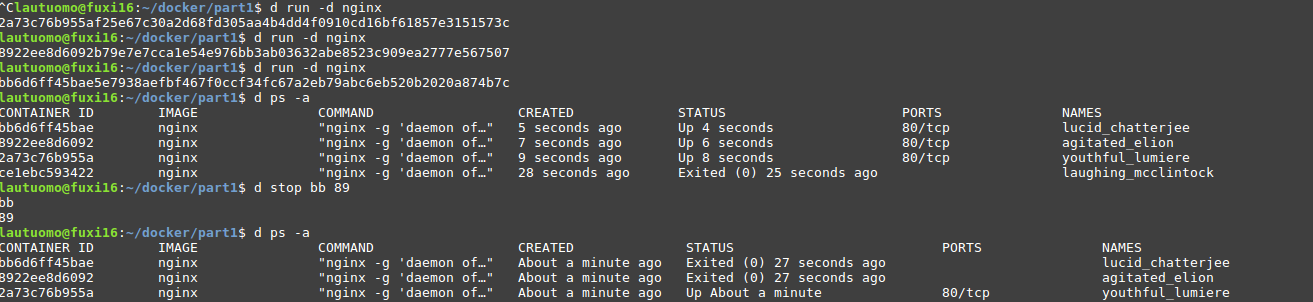 ^Clautuomo@fuxi16:~/docker/part1$ d run -d nginx
2a73c76b955af25e67c30a2d68fd305aa4b4dd4f0910cd16bf61857e3151573c
lautuomo@fuxi16:~/docker/part1$ d run -d nginx
8922ee8d6092b79e7e7cca1e54e976bb3ab03632abe8523c909ea2777e567507
lautuomo@fuxi16:~/docker/part1$ d run -d nginx
bb6d6ff45bae5e7938aefbf467f0ccf34fc67a2eb79abc6eb520b2020a874b7c
lautuomo@fuxi16:~/docker/part1$ d ps -a
CONTAINER ID IMAGE COMMAND CREATED STATUS PORTS NAMES
bb6d6ff45bae nginx "nginx -g 'daemon of…" 5 seconds ago Up 4 seconds 80/tcp lucid_chatterjee
8922ee8d6092 nginx "nginx -g 'daemon of…" 7 seconds ago Up 6 seconds 80/tcp agitated_elion
2a73c76b955a nginx "nginx -g 'daemon of…" 9 seconds ago Up 8 seconds 80/tcp youthful_lumiere
ce1ebc593422 nginx "nginx -g 'daemon of…" 28 seconds ago Exited (0) 25 seconds ago laughing_mcclintock
lautuomo@fuxi16:~/docker/part1$ d stop bb 89
bb
89
lautuomo@fuxi16:~/docker/part1$ d ps -a
CONTAINER ID IMAGE COMMAND CREATED STATUS PORTS NAMES
bb6d6ff45bae nginx "nginx -g 'daemon of…" About a minute ago Exited (0) 27 seconds ago lucid_chatterjee
8922ee8d6092 nginx "nginx -g 'daemon of…" About a minute ago Exited (0) 27 seconds ago agitated_elion
2a73c76b955a nginx "nginx -g 'daemon of…" About a minute ago Up About a minute 80/tcp youthful_lumiere